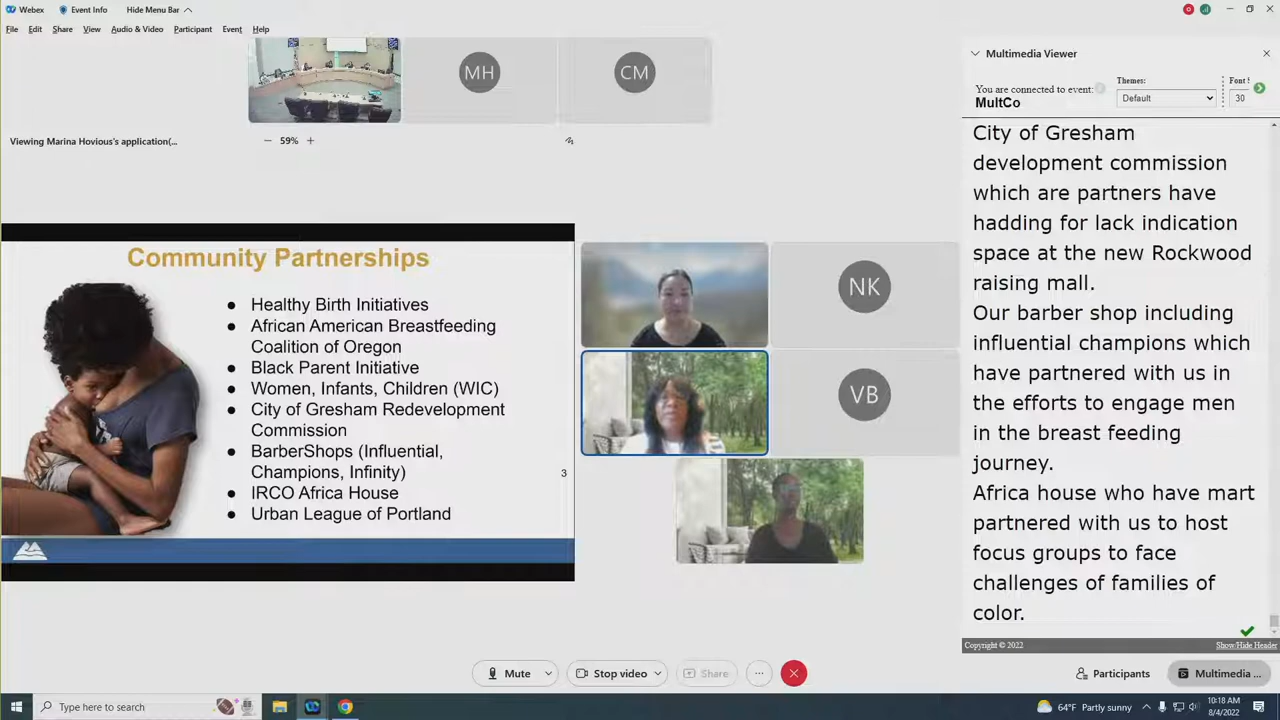 Webex
Event Info
Hide Menu Bar
File Edit Share View Audio & Video Participant Event Help
MH
CM
Viewing Marina Hovious's application(...
59%
Community Partnerships
Healthy Birth Initiatives
African American Breastfeeding
Coalition of Oregon
Black Parent Initiative
Women, Infants, Children (WIC)
City of Gresham Redevelopment
Commission
BarberShops (Influential,
Champions, Infinity)
IRCO Africa House
Urban League of Portland
3
NK
VB
Multimedia Viewer
You are connected to event:
MultCo
Themes:
Default
Font !
30
City of Gresham
development commission
which are partners have
hadding for lack indication
space at the new Rockwood
raising mall.
Our barber shop including
influential champions which
have partnered with us in
the efforts to engage men
in the breast feeding
journey.
Africa house who have mart
partnered with us to host
focus groups to face
challenges of families of
color.
Copyright © 2022
Show/Hide Header
Mute
Stop video
Share
Participants
Multimedia ...
Type here to search
64°F Partly sunny
10:18 AM
8/4/2022